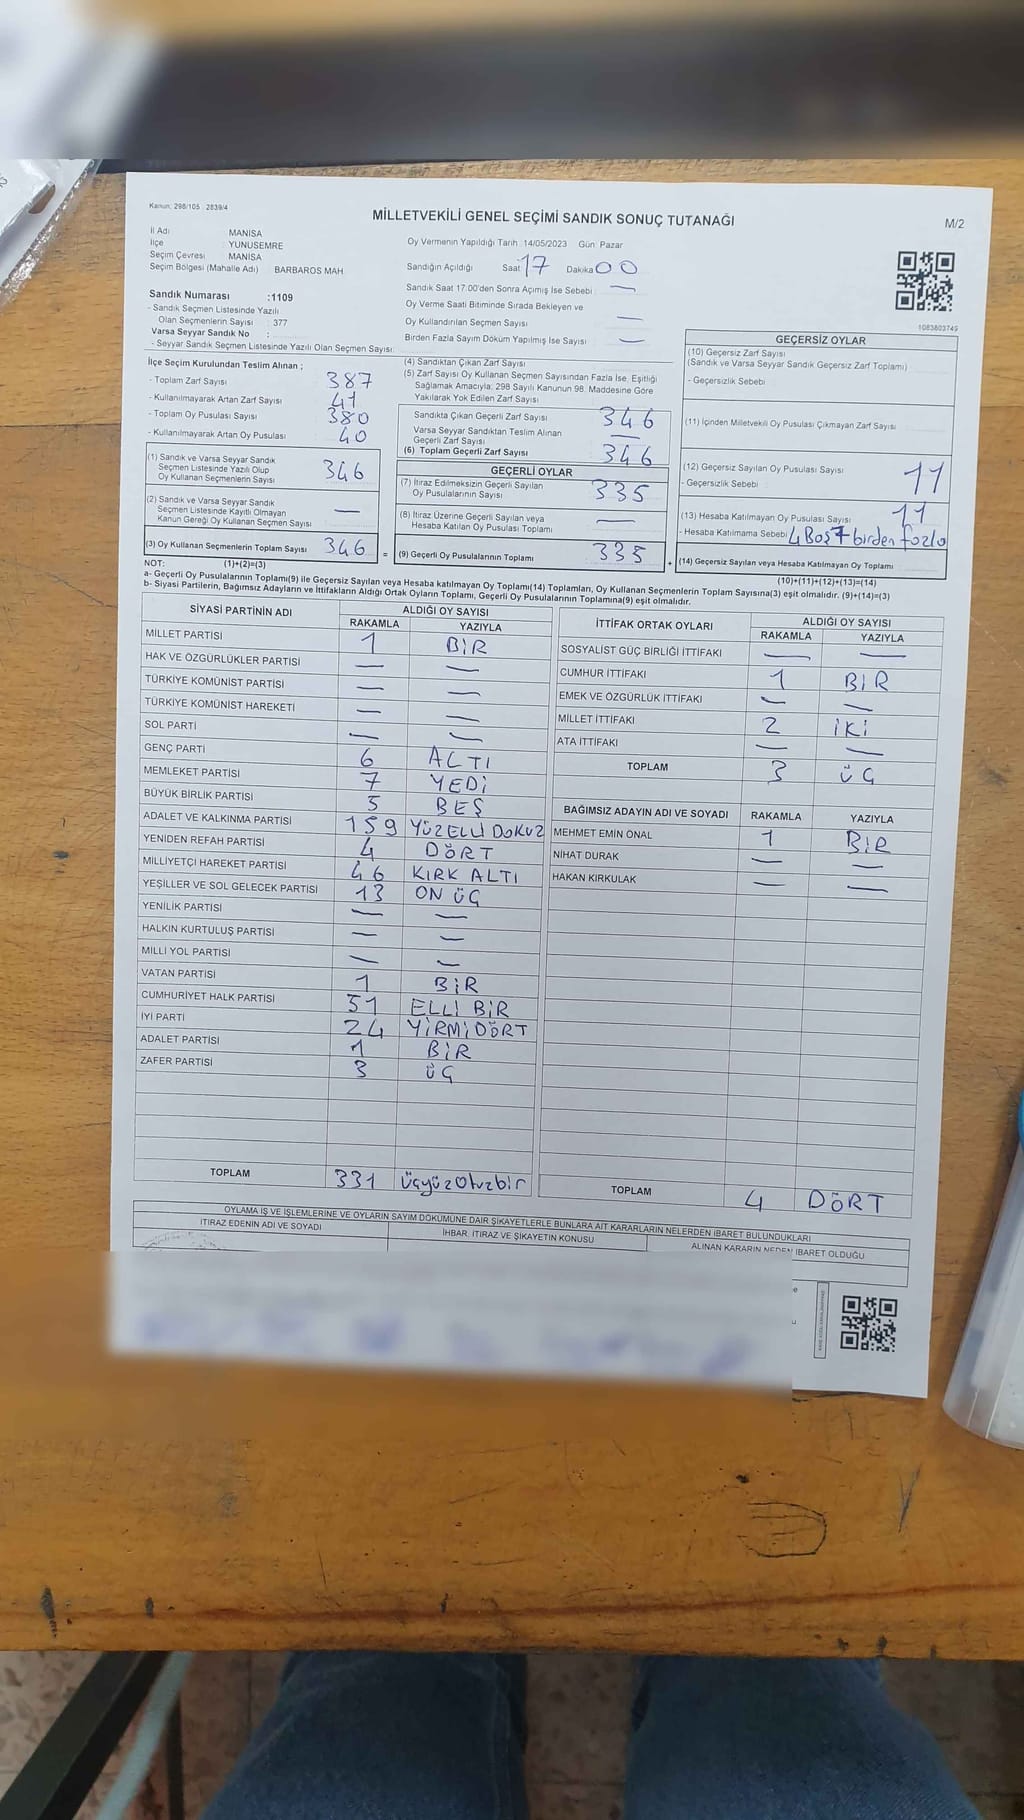 Kanun: 298/105 2839/4
MİLLETVEKİLİ GENEL SEÇİMİ SANDIK SONUÇ TUTANAĞI
M/2
İl Adı MANİSA
İlçe YUNUSEMRE
Seçim Çevresi MANİSA
Seçim Bölgesi (Mahalle Adı) BARBAROS MAH.
Sandık Numarası :1109
- Sandık Seçmen Listesinde Yazılı
Olan Seçmenlerin Sayısı : 377
Varsa Seyyar Sandık No :
- Seyyar Sandık Seçmen Listesinde Yazılı Olan Seçmen Sayısı:
Oy Vermenin Yapıldığı Tarih : 14/05/2023 Gün: Pazar
Sandığın Açıldığı Saat 17 Dakika 00
Sandık Saat 17:00'den Sonra Açılmış İse Sebebi : —
Oy Verme Saati Bitiminde Sırada Bekleyen ve
Oy Kullandırılan Seçmen Sayısı —
Birden Fazla Sayım Döküm Yapılmış İse Sayısı —
1083803749
İlçe Seçim Kurulundan Teslim Alınan ;
- Toplam Zarf Sayısı 387
- Kullanılmayarak Artan Zarf Sayısı 41
- Toplam Oy Pusulası Sayısı 380
- Kullanılmayarak Artan Oy Pusulası 40
(1) Sandık ve Varsa Seyyar Sandık
Seçmen Listesinde Yazılı Olup
Oy Kullanan Seçmenlerin Sayısı 346
(2) Sandık ve Varsa Seyyar Sandık
Seçmen Listesinde Kayıtlı Olmayan
Kanun Gereği Oy Kullanan Seçmen Sayısı —
(3) Oy Kullanan Seçmenlerin Toplam Sayısı 346
(4) Sandıktan Çıkan Zarf Sayısı
(5) Zarf Sayısı Oy Kullanan Seçmen Sayısından Fazla İse, Eşitliği
Sağlamak Amacıyla; 298 Sayılı Kanunun 98. Maddesine Göre
Yakılarak Yok Edilen Zarf Sayısı
Sandıkta Çıkan Geçerli Zarf Sayısı 346
Varsa Seyyar Sandıktan Teslim Alınan
Geçerli Zarf Sayısı —
(6) Toplam Geçerli Zarf Sayısı 346
GEÇERLİ OYLAR
(7) İtiraz Edilmeksizin Geçerli Sayılan
Oy Pusulalarının Sayısı 335
(8) İtiraz Üzerine Geçerli Sayılan veya
Hesaba Katılan Oy Pusulası Toplamı —
= (9) Geçerli Oy Pusulalarının Toplamı 335 +
GEÇERSİZ OYLAR
(10) Geçersiz Zarf Sayısı
(Sandık ve Varsa Seyyar Sandık Geçersiz Zarf Toplamı)
- Geçersizlik Sebebi
(11) İçinden Milletvekili Oy Pusulası Çıkmayan Zarf Sayısı
(12) Geçersiz Sayılan Oy Pusulası Sayısı 11
- Geçersizlik Sebebi
(13) Hesaba Katılmayan Oy Pusulası Sayısı 11
- Hesaba Katılmama Sebebi 4 Boş 7 birden fazla
(14) Geçersiz Sayılan veya Hesaba Katılmayan Oy Toplamı
NOT: (1)+(2)=(3) (10)+(11)+(12)+(13)=(14)
a- Geçerli Oy Pusulalarının Toplamı(9) ile Geçersiz Sayılan veya Hesaba katılmayan Oy Toplamı(14) Toplamları, Oy Kullanan Seçmenlerin Toplam Sayısına(3) eşit olmalıdır. (9)+(14)=(3)
b- Siyasi Partilerin, Bağımsız Adayların ve İttifakların Aldığı Ortak Oyların Toplamı, Geçerli Oy Pusulalarının Toplamına(9) eşit olmalıdır.
SİYASİ PARTİNİN ADI ALDIĞI OY SAYISI
RAKAMLA YAZIYLA
MİLLET PARTİSİ 1 BİR
HAK VE ÖZGÜRLÜKLER PARTİSİ — —
TÜRKİYE KOMÜNİST PARTİSİ — —
TÜRKİYE KOMÜNİST HAREKETİ — —
SOL PARTİ — —
GENÇ PARTİ 6 ALTI
MEMLEKET PARTİSİ 7 YEDİ
BÜYÜK BİRLİK PARTİSİ 5 BEŞ
ADALET VE KALKINMA PARTİSİ 159 YÜZELLİ DOKUZ
YENİDEN REFAH PARTİSİ 4 DÖRT
MİLLİYETÇİ HAREKET PARTİSİ 46 KIRK ALTI
YEŞİLLER VE SOL GELECEK PARTİSİ 13 ON ÜÇ
YENİLİK PARTİSİ — —
HALKIN KURTULUŞ PARTİSİ — —
MİLLİ YOL PARTİSİ — —
VATAN PARTİSİ 1 BİR
CUMHURİYET HALK PARTİSİ 51 ELLİ BİR
İYİ PARTİ 24 YİRMİ DÖRT
ADALET PARTİSİ 1 BİR
ZAFER PARTİSİ 3 ÜÇ
TOPLAM 331 üçyüzotuzbir
İTTİFAK ORTAK OYLARI ALDIĞI OY SAYISI
RAKAMLA YAZIYLA
SOSYALİST GÜÇ BİRLİĞİ İTTİFAKI — —
CUMHUR İTTİFAKI 1 BİR
EMEK VE ÖZGÜRLÜK İTTİFAKI — —
MİLLET İTTİFAKI 2 İKİ
ATA İTTİFAKI — —
TOPLAM 3 ÜÇ
BAĞIMSIZ ADAYIN ADI VE SOYADI RAKAMLA YAZIYLA
MEHMET EMİN ÖNAL 1 BİR
NİHAT DURAK — —
HAKAN KIRKULAK — —
TOPLAM 4 DÖRT
OYLAMA İŞ VE İŞLEMLERİNE VE OYLARIN SAYIM DÖKÜMÜNE DAİR ŞİKAYETLERLE BUNLARA AİT KARARLARIN NELERDEN İBARET BULUNDUKLARI
İTİRAZ EDENİN ADI VE SOYADI İHBAR, İTİRAZ VE ŞİKAYETİN KONUSU ALINAN KARARIN NEDEN İBARET OLDUĞU